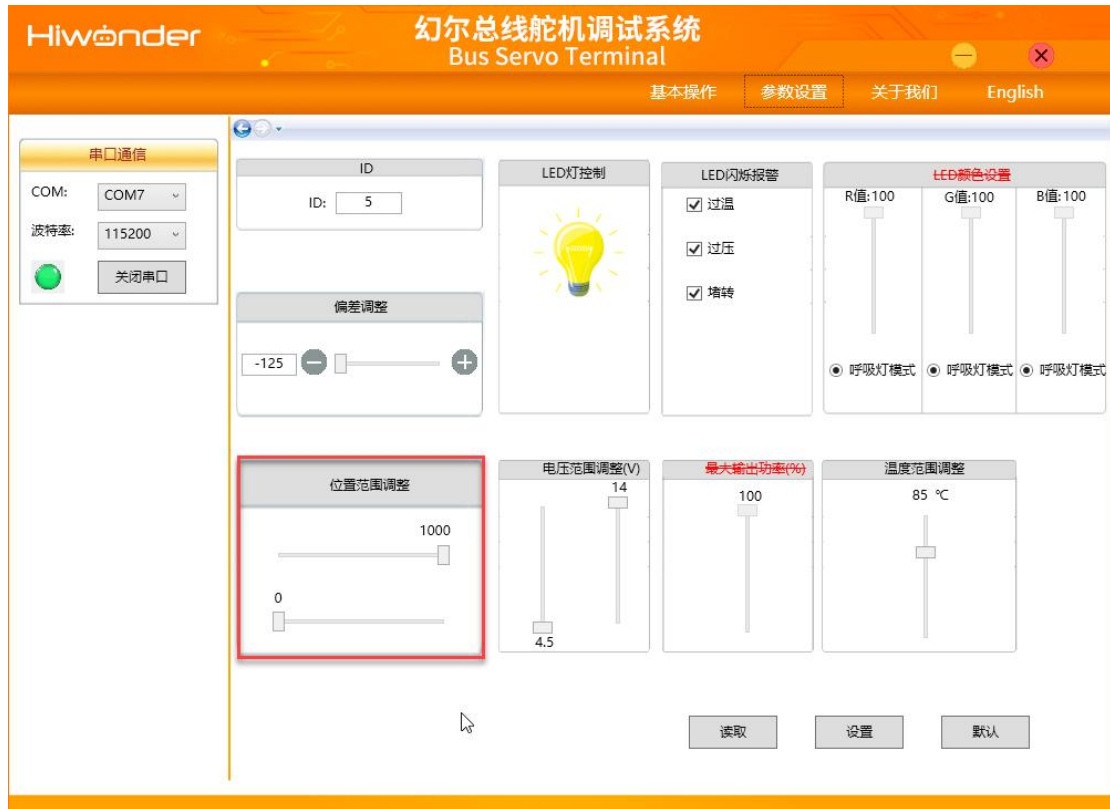 Hiwonder
幻尔总线舵机调试系统
Bus Servo Terminal
基本操作 参数设置 关于我们 English
串口通信
COM: COM7
波特率: 115200
关闭串口
ID
ID: 5
LED灯控制
LED闪烁报警
过温
过压
堵转
LED颜色设置
R值:100 G值:100 B值:100
呼吸灯模式 呼吸灯模式 呼吸灯模式
偏差调整
-125
位置范围调整
1000
0
电压范围调整(V)
14
4.5
最大输出功率(%)
100
温度范围调整
85 ℃
读取 设置 默认